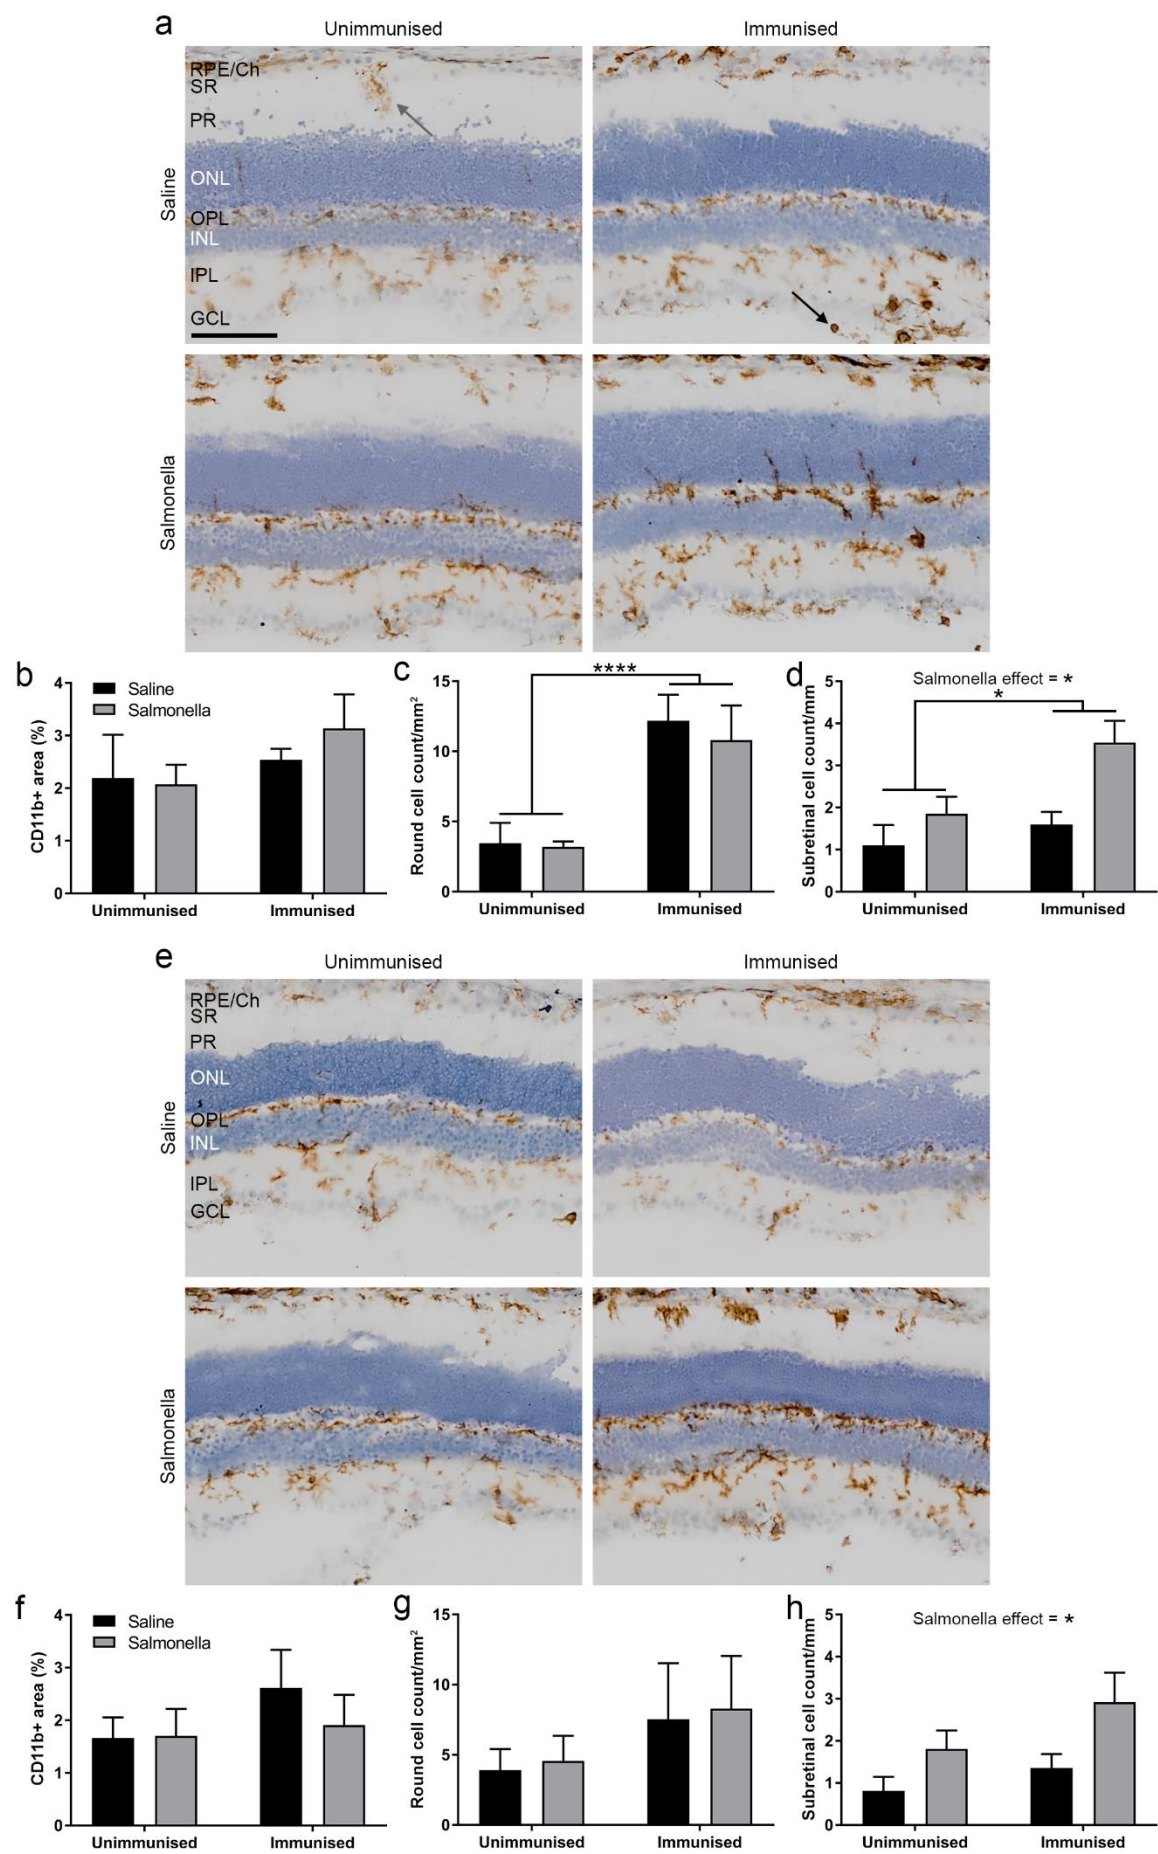 a
Unimmunised
Immunised
Saline
RPE/Ch
SR
PR
ONL
OPL
INL
IPL
GCL
Salmonella
b
CD11b+ area (%)
4
3
2
1
0
Saline
Salmonella
Unimmunised
Immunised
c
Round cell count/mm²
15
10
5
0
****
Unimmunised
Immunised
d
Subretinal cell count/mm
5
4
3
2
1
0
Salmonella effect = *
*
Unimmunised
Immunised
e
Unimmunised
Immunised
Saline
RPE/Ch
SR
PR
ONL
OPL
INL
IPL
GCL
Salmonella
f
CD11b+ area (%)
4
3
2
1
0
Saline
Salmonella
Unimmunised
Immunised
g
Round cell count/mm²
15
10
5
0
Unimmunised
Immunised
h
Subretinal cell count/mm
5
4
3
2
1
0
Salmonella effect = *
Unimmunised
Immunised